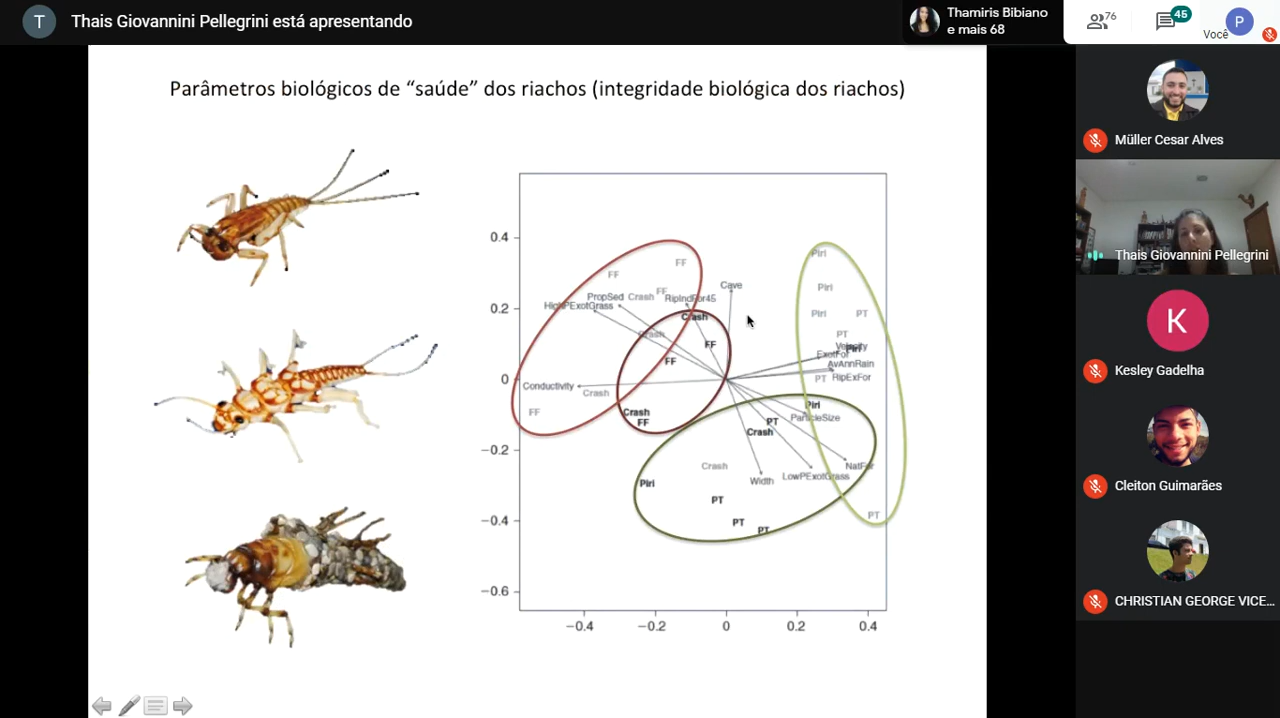 T
Thais Giovannini Pellegrini está apresentando
Thamiris Bibiano
e mais 68
76
45
Você
P
Parâmetros biológicos de “saúde” dos riachos (integridade biológica dos riachos)
0.4
0.2
0
−0.2
−0.4
−0.6
−0.4
−0.2
0
0.2
0.4
FF
FF
FF
PropSed
Crash
RipIndFor45
Cave
HighPExotGrass
Crash
Crash
FF
FF
Conductivity
Crash
FF
Crash
FF
Piri
Piri
Piri
PT
PT
Velocity
Piri
ExotFor
AvAnnRain
PT
RipExFor
Piri
ParticleSize
PT
Crash
Crash
NatFor
LowPExotGrass
Width
Piri
PT
PT
PT
PT
Müller Cesar Alves
Thais Giovannini Pellegrini
K
Kesley Gadelha
Cleiton Guimarães
CHRISTIAN GEORGE VICE...